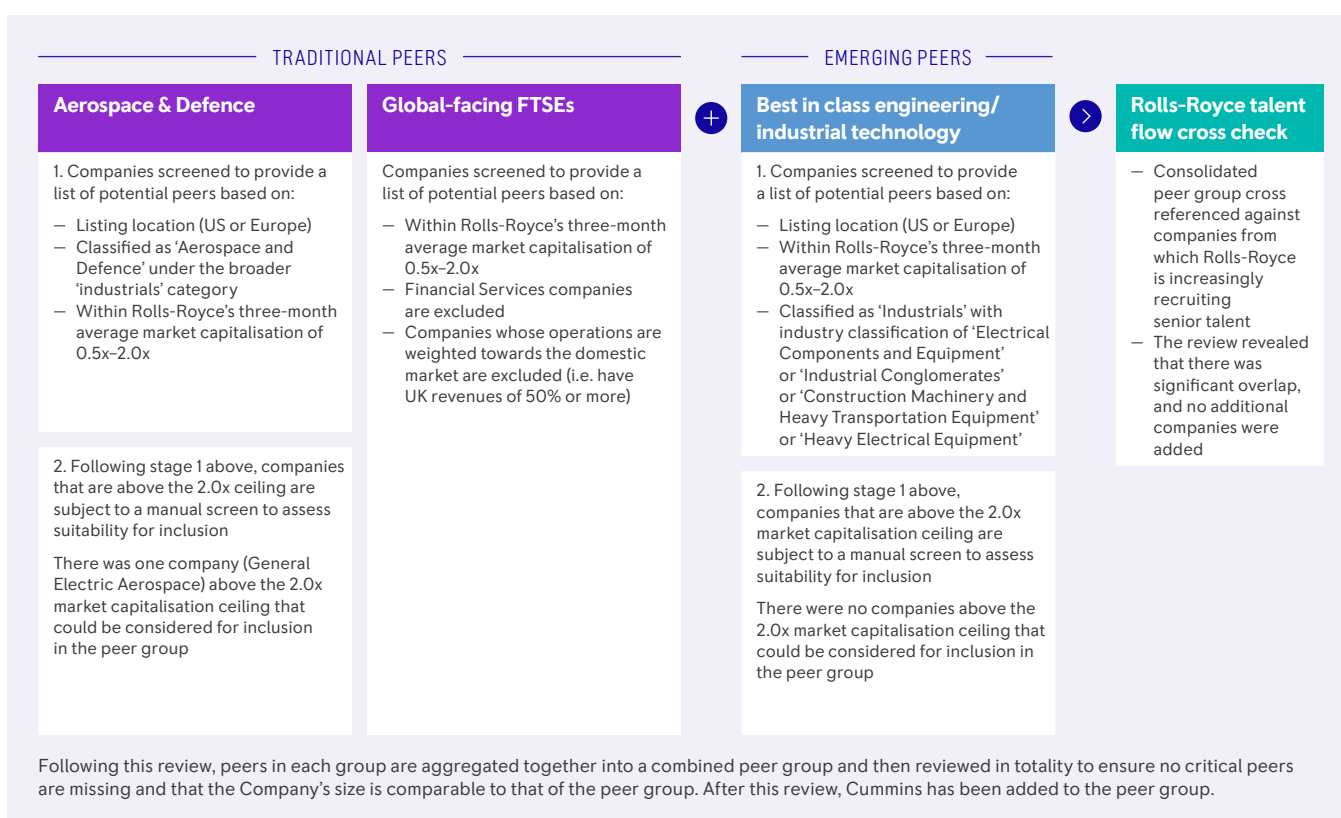 TRADITIONAL PEERS
EMERGING PEERS
Aerospace & Defence
1. Companies screened to provide a
list of potential peers based on:
— Listing location (US or Europe)
— Classified as ‘Aerospace and
Defence’ under the broader
‘industrials’ category
— Within Rolls-Royce’s three-month
average market capitalisation of
0.5x–2.0x
2. Following stage 1 above, companies
that are above the 2.0x ceiling are
subject to a manual screen to assess
suitability for inclusion
There was one company (General
Electric Aerospace) above the 2.0x
market capitalisation ceiling that
could be considered for inclusion
in the peer group
Global-facing FTSEs
Companies screened to provide a
list of potential peers based on:
— Within Rolls-Royce’s three-month
average market capitalisation of
0.5x–2.0x
— Financial Services companies
are excluded
— Companies whose operations are
weighted towards the domestic
market are excluded (i.e. have
UK revenues of 50% or more)
Best in class engineering/
industrial technology
1. Companies screened to provide
a list of potential peers based on:
— Listing location (US or Europe)
— Within Rolls-Royce’s three-month
average market capitalisation of
0.5x–2.0x
— Classified as ‘Industrials’ with
industry classification of ‘Electrical
Components and Equipment’
or ‘Industrial Conglomerates’
or ‘Construction Machinery and
Heavy Transportation Equipment’
or ‘Heavy Electrical Equipment’
2. Following stage 1 above,
companies that are above the 2.0x
market capitalisation ceiling are
subject to a manual screen to assess
suitability for inclusion
There were no companies above the
2.0x market capitalisation ceiling that
could be considered for inclusion in
the peer group
Rolls-Royce talent
flow cross check
— Consolidated
peer group cross
referenced against
companies from
which Rolls-Royce
is increasingly
recruiting
senior talent
— The review revealed
that there was
significant overlap,
and no additional
companies were
added
Following this review, peers in each group are aggregated together into a combined peer group and then reviewed in totality to ensure no critical peers
are missing and that the Company’s size is comparable to that of the peer group. After this review, Cummins has been added to the peer group.